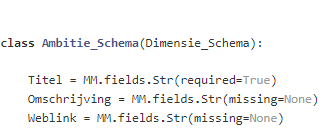 class Ambitie_Schema(Dimensie_Schema):
Titel = MM.fields.Str(required=True)
Omschrijving = MM.fields.Str(missing=None)
Weblink = MM.fields.Str(missing=None)